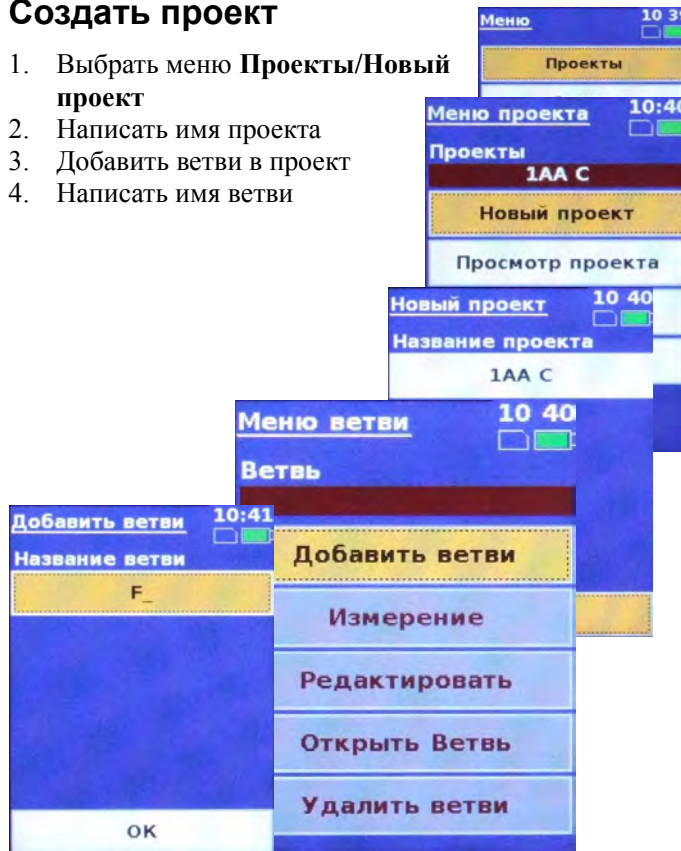 Создать проект
1. Выбрать меню Проекты/Новый
проект
2. Написать имя проекта
3. Добавить ветви в проект
4. Написать имя ветви
Меню
Проекты
Меню проекта 10:40
Проекты
1AA C
Новый проект
Просмотр проекта
Новый проект 10 40
Название проекта
1AA C
Меню ветви 10 40
Ветвь
Добавить ветви
Измерение
Редактировать
Открыть Ветвь
Удалить ветви
Добавить ветви 10:41
Название ветви
F_
OK